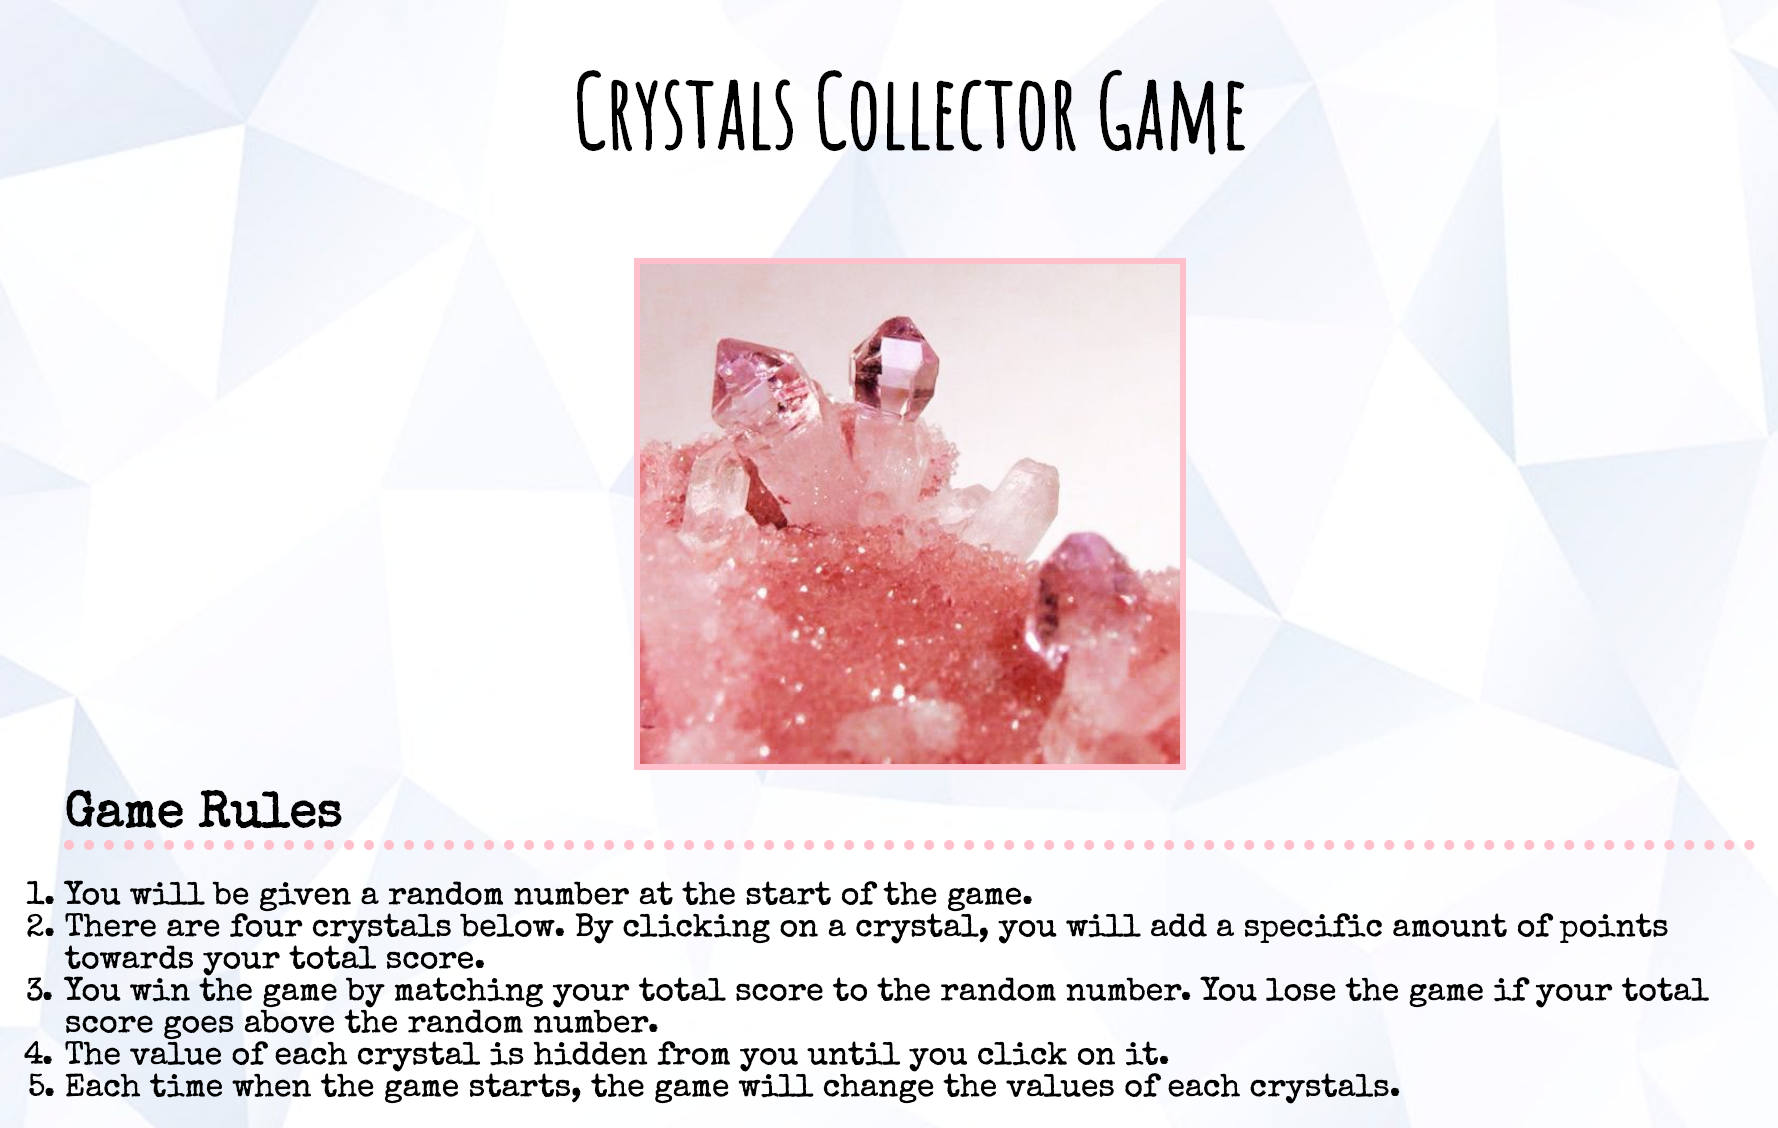 Crystals Collector Game
Game Rules
1. You will be given a random number at the start of the game.
2. There are four crystals below. By clicking on a crystal, you will add a specific amount of points
towards your total score.
3. You win the game by matching your total score to the random number. You lose the game if your total
score goes above the random number.
4. The value of each crystal is hidden from you until you click on it.
5. Each time when the game starts, the game will change the values of each crystals.